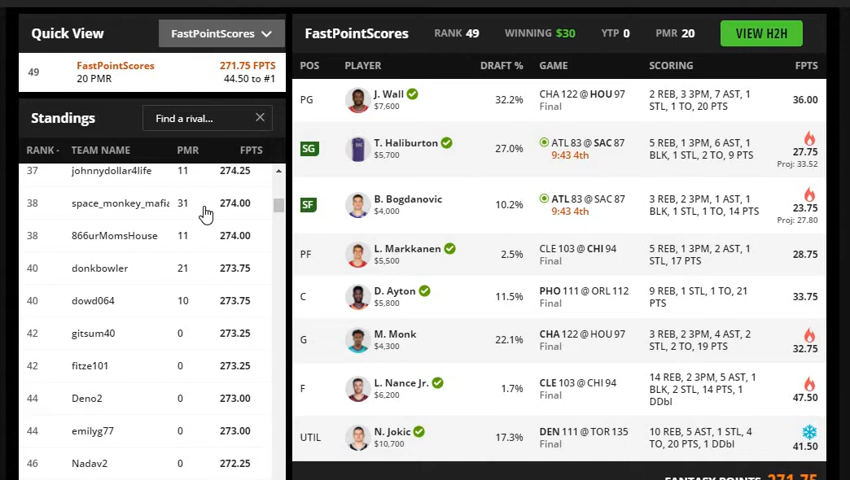 Quick View
FastPointScores
49
FastPointScores
271.75 FPTS
20 PMR
44.50 to #1
Standings
Find a rival...
RANK
TEAM NAME
PMR
FPTS
37 johnnydollar4life 11 274.25
38 space_monkey_mafia 31 274.00
38 866urMomsHouse 11 274.00
40 donkbowler 21 273.75
40 dowd064 10 273.75
42 gitsum40 0 273.25
42 fitze101 0 273.25
44 Deno2 0 273.00
44 emilyg77 0 273.00
46 Nadav2 0 272.25
FastPointScores RANK 49 WINNING $30 YTP 0 PMR 20 VIEW H2H
POS PLAYER DRAFT % GAME SCORING FPTS
PG J. Wall $7,600 32.2% CHA 122 @ HOU 97
Final
2 REB, 3 3PM, 7 AST, 1
STL, 1 TO, 20 PTS
36.00
SG T. Haliburton $5,700 27.0% ATL 83 @ SAC 87
9:43 4th
5 REB, 1 3PM, 6 AST, 1
BLK, 1 STL, 2 TO, 9 PTS
27.75
Proj: 33.52
SF B. Bogdanovic $4,000 10.2% ATL 83 @ SAC 87
9:43 4th
3 REB, 2 3PM, 1 AST, 1
BLK, 1 STL, 1 TO, 14 PTS
23.75
Proj: 27.80
PF L. Markkanen $5,500 2.5% CLE 103 @ CHI 94
Final
5 REB, 1 3PM, 2 AST, 1
STL, 17 PTS
28.75
C D. Ayton $5,800 11.5% PHO 111 @ ORL 112
Final
9 REB, 1 STL, 1 TO, 21
PTS
33.75
G M. Monk $4,300 22.1% CHA 122 @ HOU 97
Final
3 REB, 2 3PM, 4 AST, 2
STL, 2 TO, 19 PTS
32.75
F L. Nance Jr. $6,200 1.7% CLE 103 @ CHI 94
Final
14 REB, 2 3PM, 5 AST, 1
BLK, 2 STL, 14 PTS, 1
DDbl
47.50
UTIL N. Jokic $10,700 17.3% DEN 111 @ TOR 135
Final
10 REB, 5 AST, 1 STL, 4
TO, 20 PTS, 1 DDbl
41.50
FANTASY POINTS 271.75